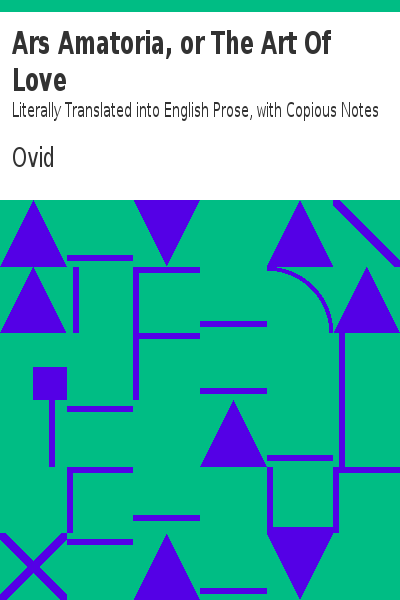 Ars Amatoria, or The Art Of
Love
Literally Translated into English Prose, with Copious Notes
Ovid